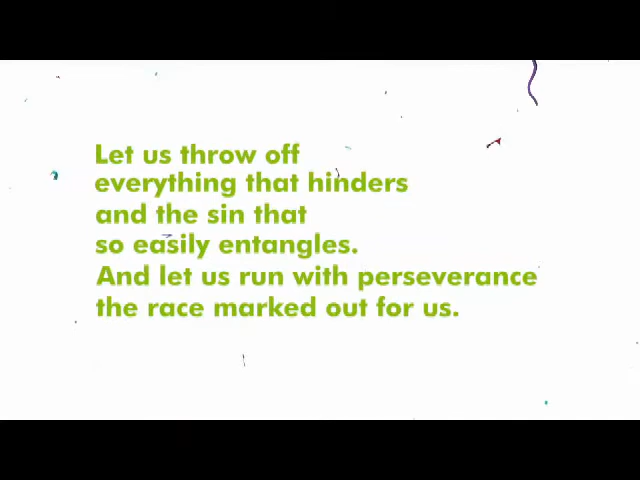 Let us throw off
everything that hinders
and the sin that
so easily entangles.
And let us run with perseverance
the race marked out for us.